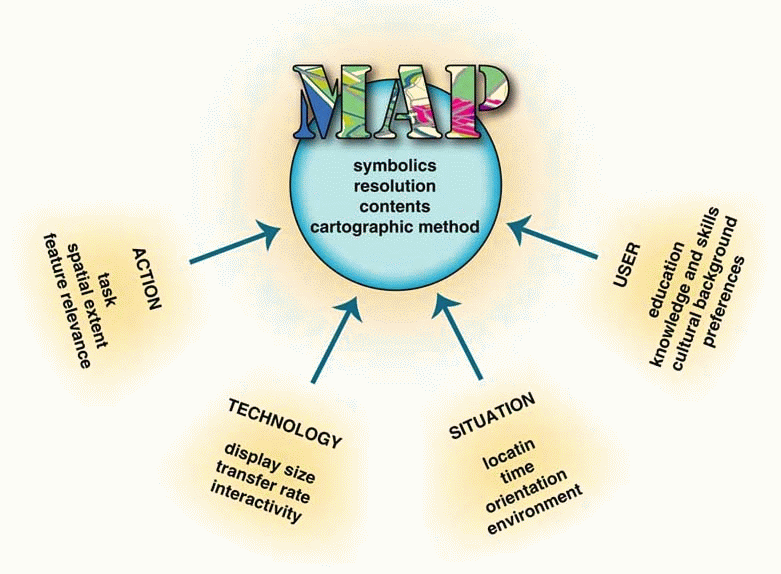 MAP
symbolics
resolution
contents
cartographic method
ACTION
task
spatial extent
feature relevance
TECHNOLOGY
display size
transfer rate
interactivity
SITUATION
locatin
time
orientation
environment
USER
education
knowledge and skills
cultural background
preferences